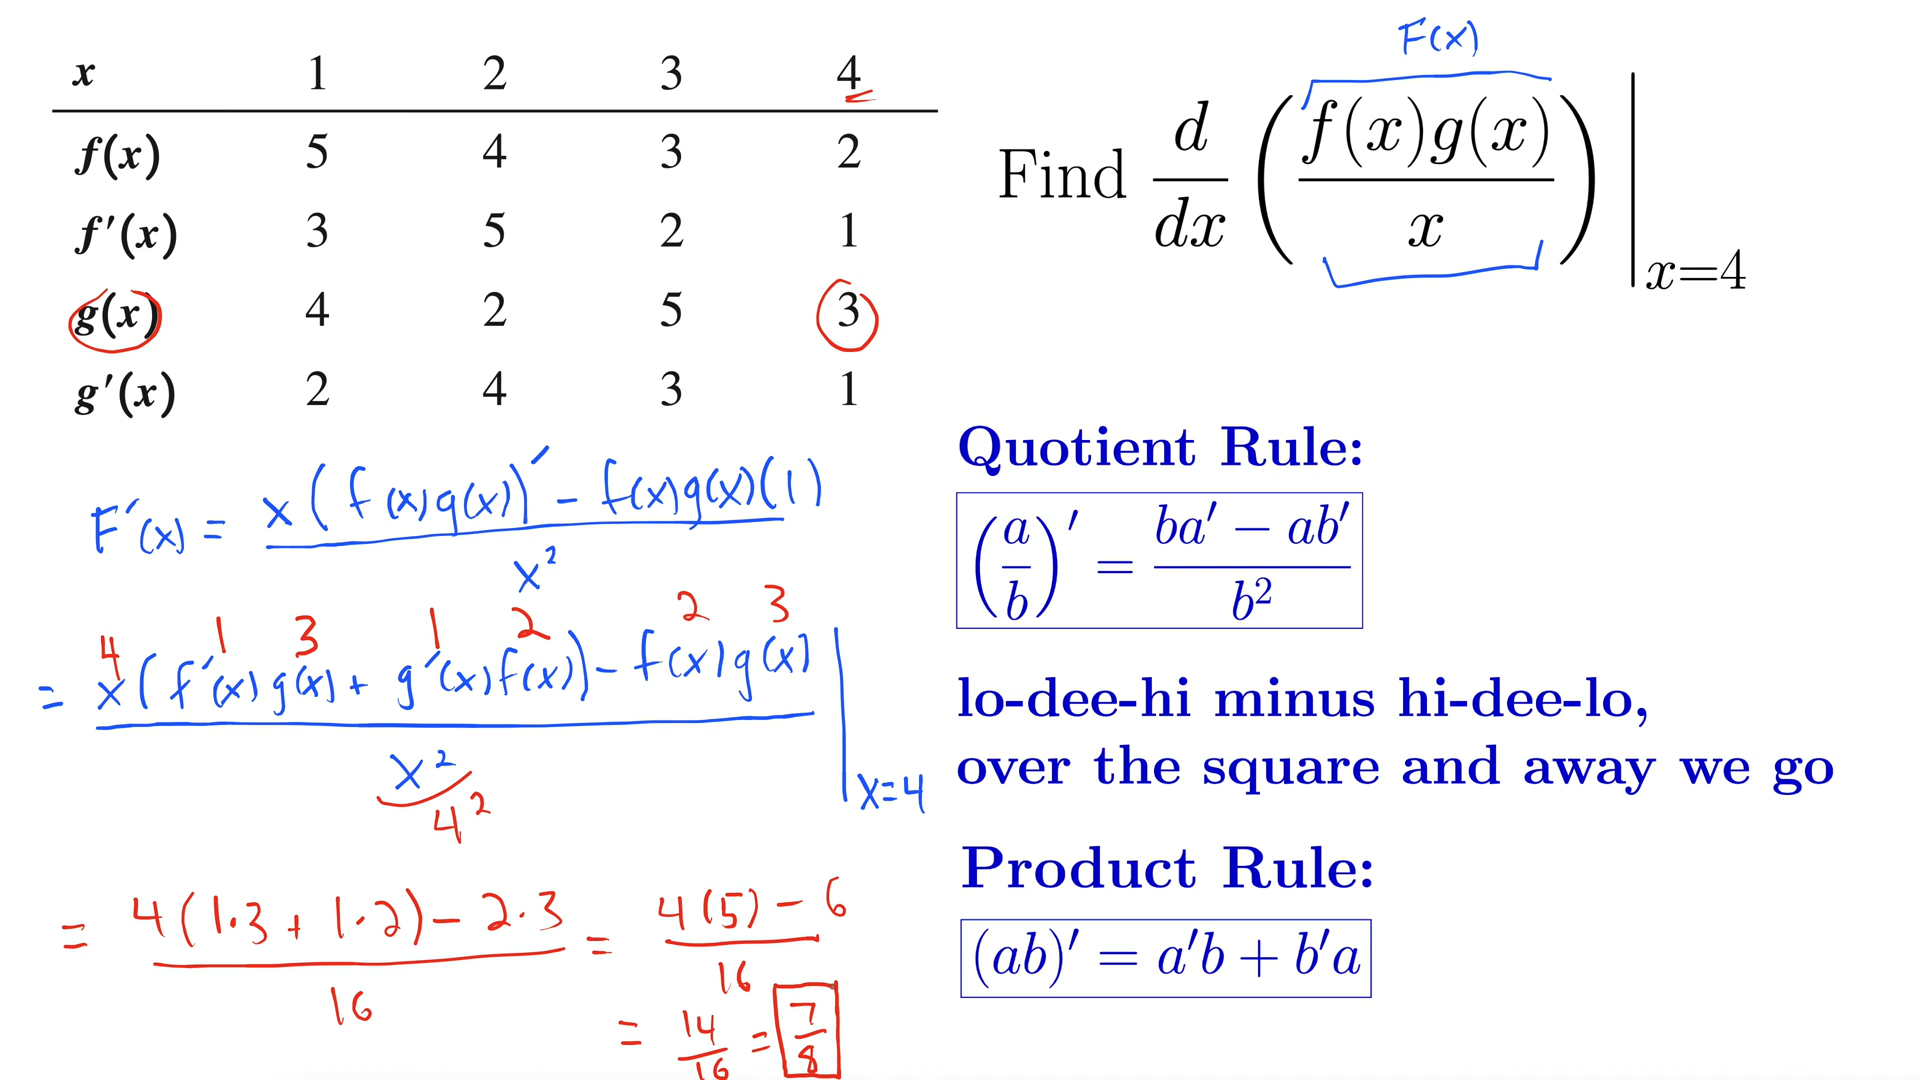 x 1 2 3 4
f(x) 5 4 3 2
f′(x) 3 5 2 1
g(x) 4 2 5 3
g′(x) 2 4 3 1
F(x)
Find d/dx (f(x)g(x)/x) |x=4
F′(x) = (x(f(x)g(x))′ − f(x)g(x)(1))/x²
4 1 3 1 2 2 3
= (x(f′(x)g(x) + g′(x)f(x)) − f(x)g(x))/x² |x=4
4²
= (4(1·3 + 1·2) − 2·3)/16 = (4(5) − 6)/16
= 14/16 = 7/8
Quotient Rule:
(a/b)′ = (ba′ − ab′)/b²
lo-dee-hi minus hi-dee-lo,
over the square and away we go
Product Rule:
(ab)′ = a′b + b′a